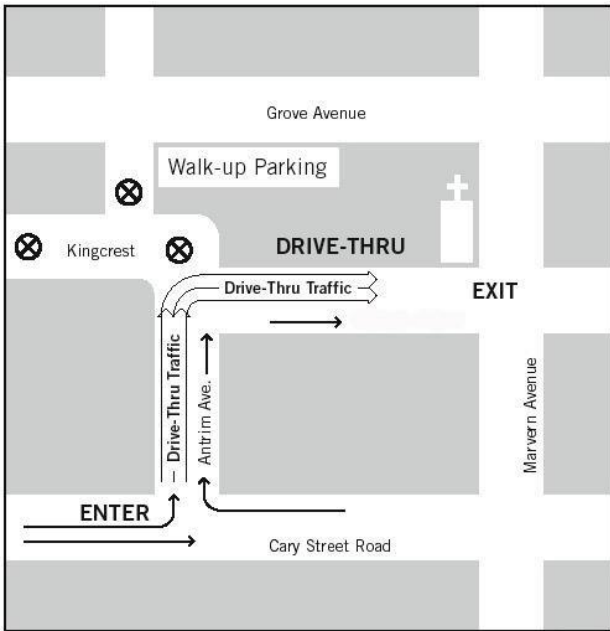 Grove Avenue
Walk-up Parking
Kingcrest
DRIVE-THRU
Drive-Thru Traffic
EXIT
Drive-Thru Traffic
Antrim Ave.
Marvern Avenue
ENTER
Cary Street Road